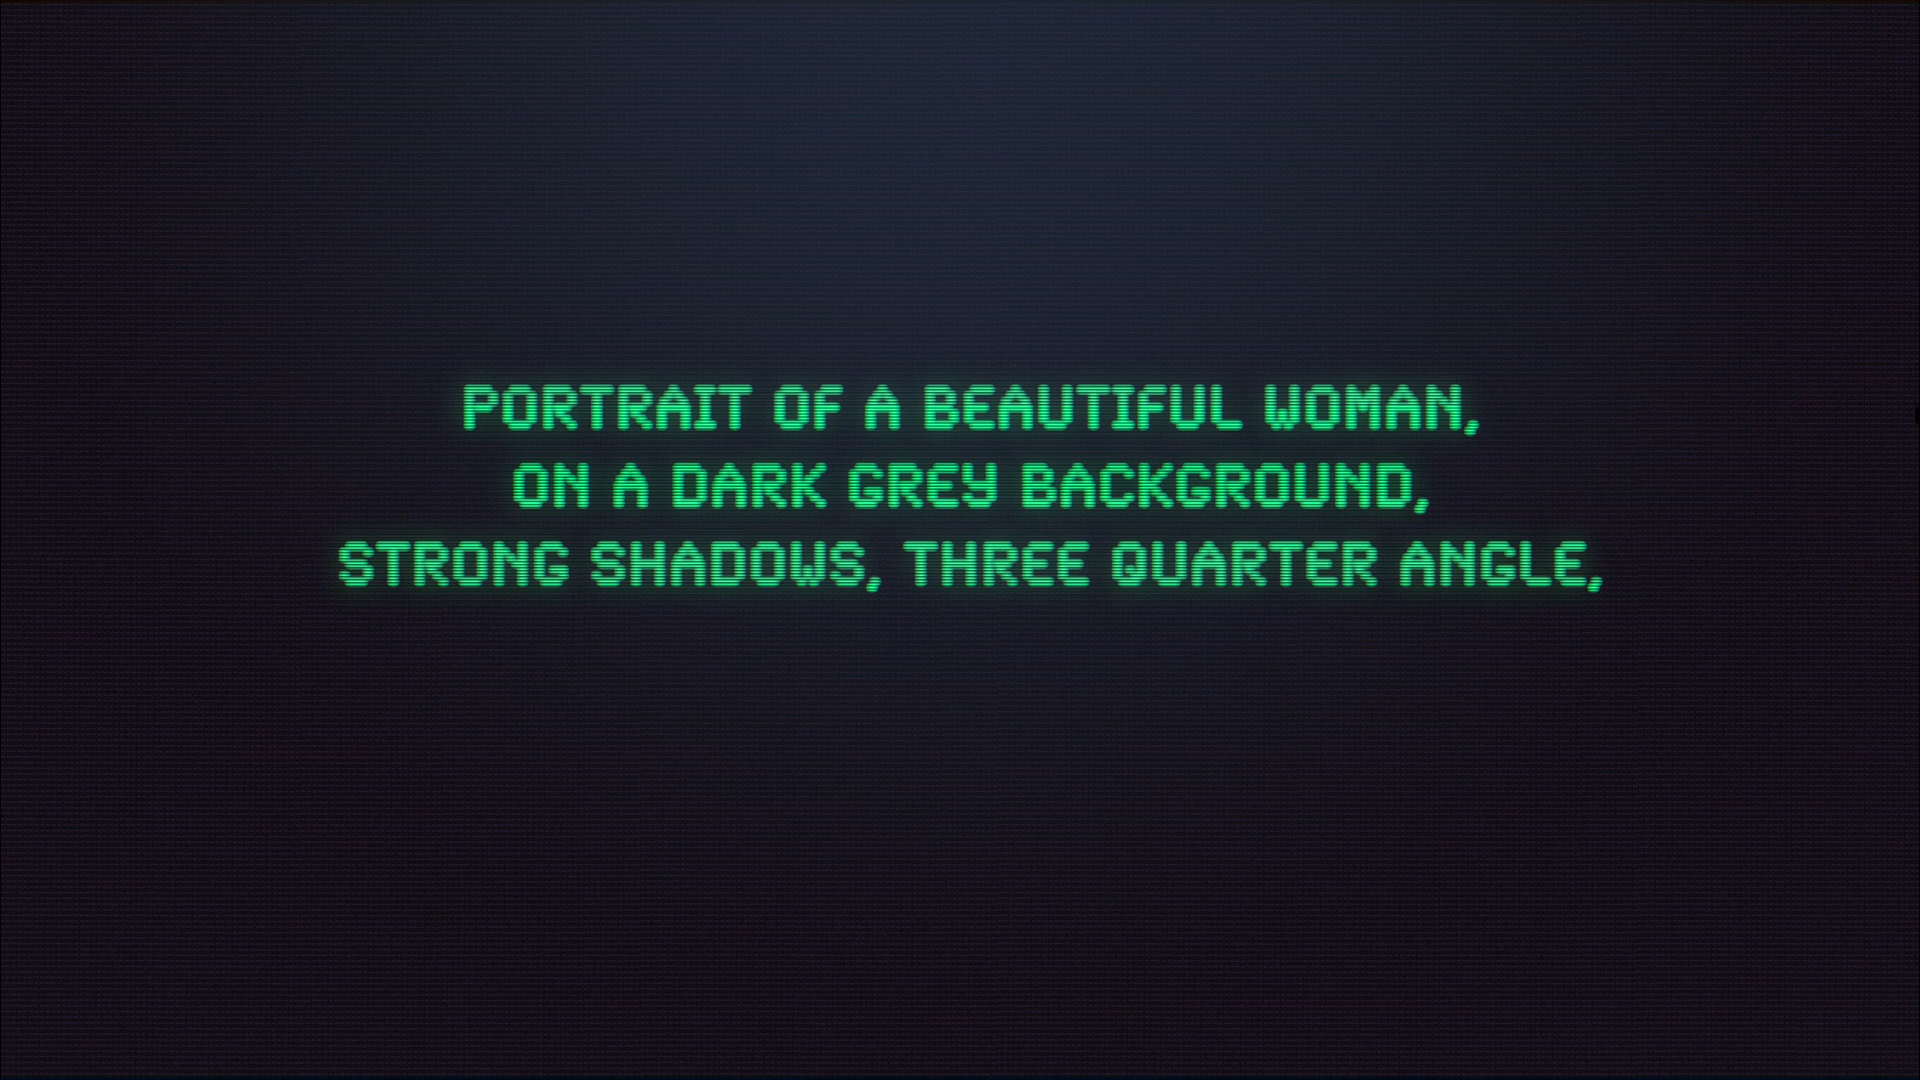 PORTRAIT OF A BEAUTIFUL WOMAN,
ON A DARK GREY BACKGROUND,
STRONG SHADOWS, THREE QUARTER ANGLE,